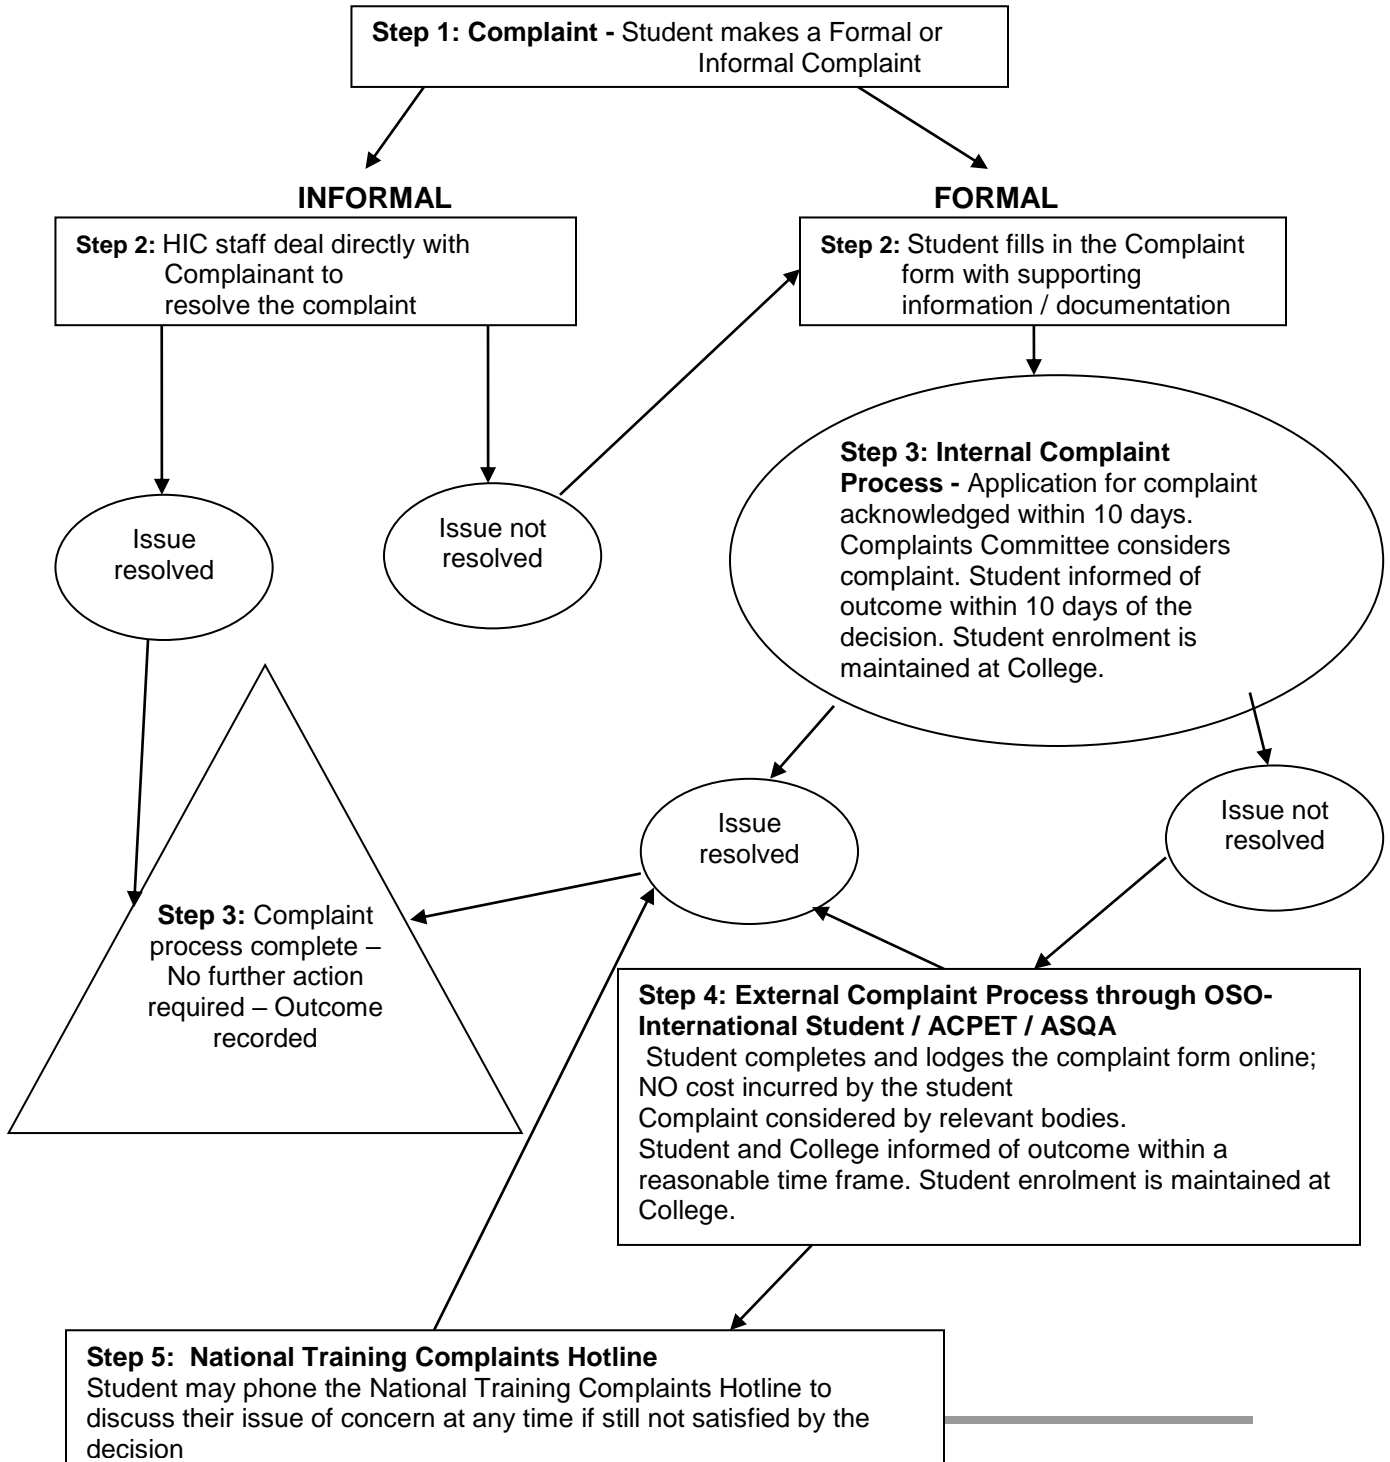 Step 1: Complaint - Student makes a Formal or
Informal Complaint
INFORMAL
FORMAL
Step 2: HIC staff deal directly with
Complainant to
resolve the complaint
Step 2: Student fills in the Complaint
form with supporting
information / documentation
Issue
resolved
Issue not
resolved
Step 3: Internal Complaint
Process - Application for complaint
acknowledged within 10 days.
Complaints Committee considers
complaint. Student informed of
outcome within 10 days of the
decision. Student enrolment is
maintained at College.
Issue
resolved
Issue not
resolved
Step 3: Complaint
process complete –
No further action
required – Outcome
recorded
Step 4: External Complaint Process through OSO-
International Student / ACPET / ASQA
Student completes and lodges the complaint form online;
NO cost incurred by the student
Complaint considered by relevant bodies.
Student and College informed of outcome within a
reasonable time frame. Student enrolment is maintained at
College.
Step 5: National Training Complaints Hotline
Student may phone the National Training Complaints Hotline to
discuss their issue of concern at any time if still not satisfied by the
decision